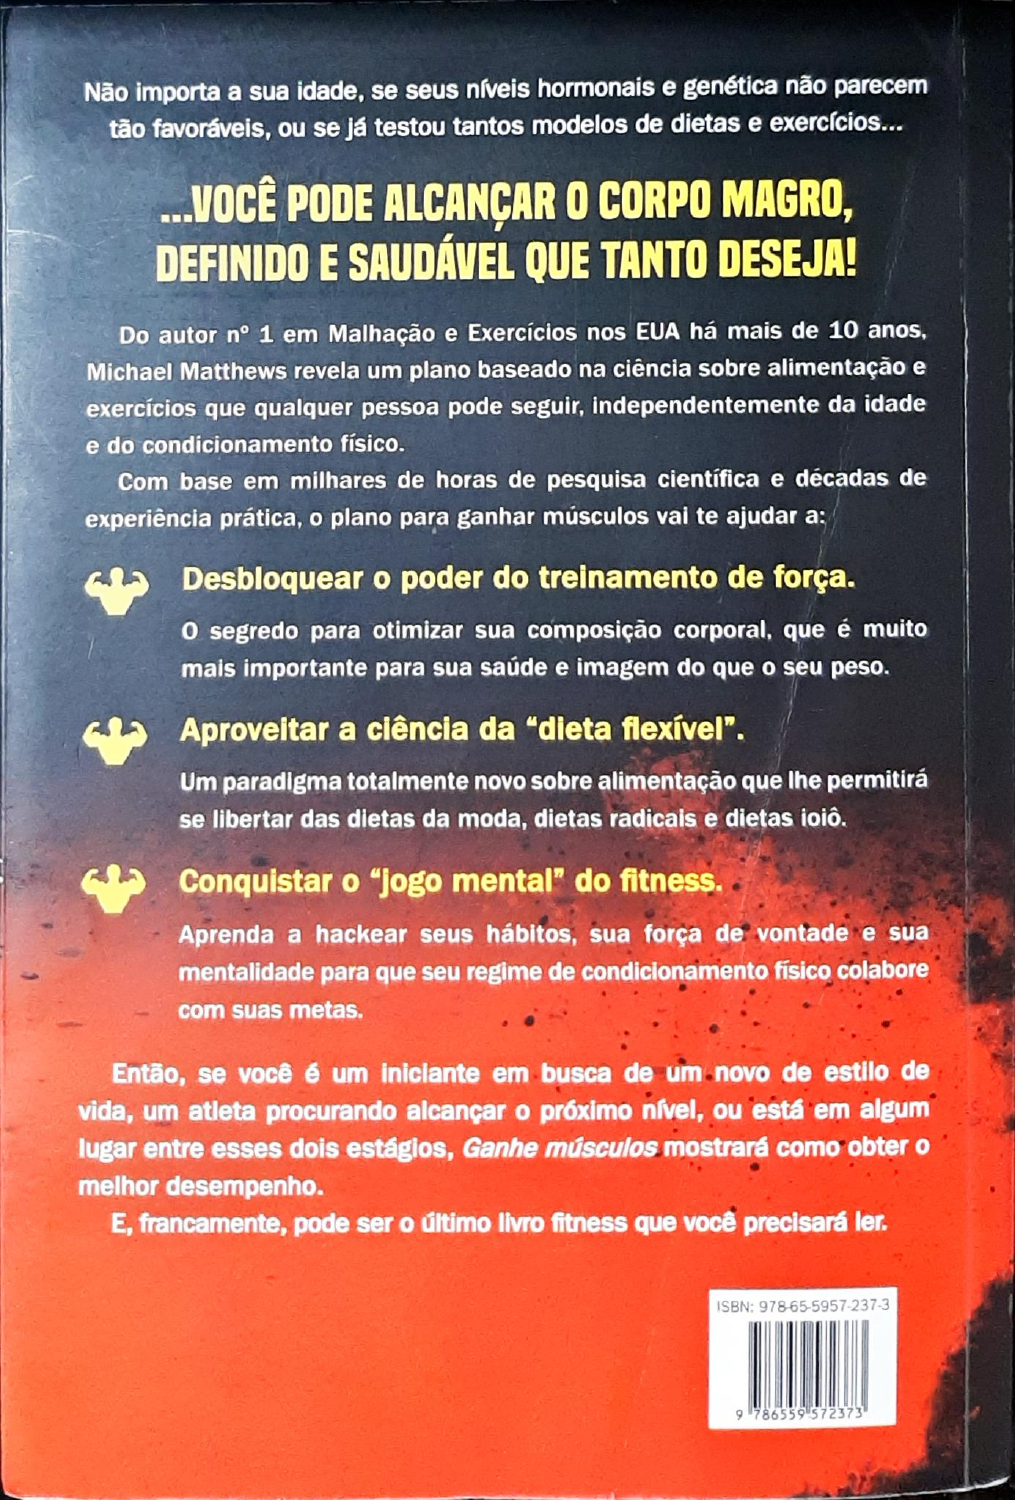 Não importa a sua idade, se seus níveis hormonais e genética não parecem
tão favoráveis, ou se já testou tantos modelos de dietas e exercícios...
...VOCÊ PODE ALCANÇAR O CORPO MAGRO,
DEFINIDO E SAUDÁVEL QUE TANTO DESEJA!
Do autor nº 1 em Malhação e Exercícios nos EUA há mais de 10 anos,
Michael Matthews revela um plano baseado na ciência sobre alimentação e
exercícios que qualquer pessoa pode seguir, independentemente da idade
e do condicionamento físico.
Com base em milhares de horas de pesquisa científica e décadas de
experiência prática, o plano para ganhar músculos vai te ajudar a:
Desbloquear o poder do treinamento de força.
O segredo para otimizar sua composição corporal, que é muito
mais importante para sua saúde e imagem do que o seu peso.
Aproveitar a ciência da “dieta flexível”.
Um paradigma totalmente novo sobre alimentação que lhe permitirá
se libertar das dietas da moda, dietas radicais e dietas ioiô.
Conquistar o “jogo mental” do fitness.
Aprenda a hackear seus hábitos, sua força de vontade e sua
mentalidade para que seu regime de condicionamento físico colabore
com suas metas.
Então, se você é um iniciante em busca de um novo de estilo de
vida, um atleta procurando alcançar o próximo nível, ou está em algum
lugar entre esses dois estágios, Ganhe músculos mostrará como obter o
melhor desempenho.
E, francamente, pode ser o último livro fitness que você precisará ler.
ISBN: 978-65-5957-237-3
9 786559 572373